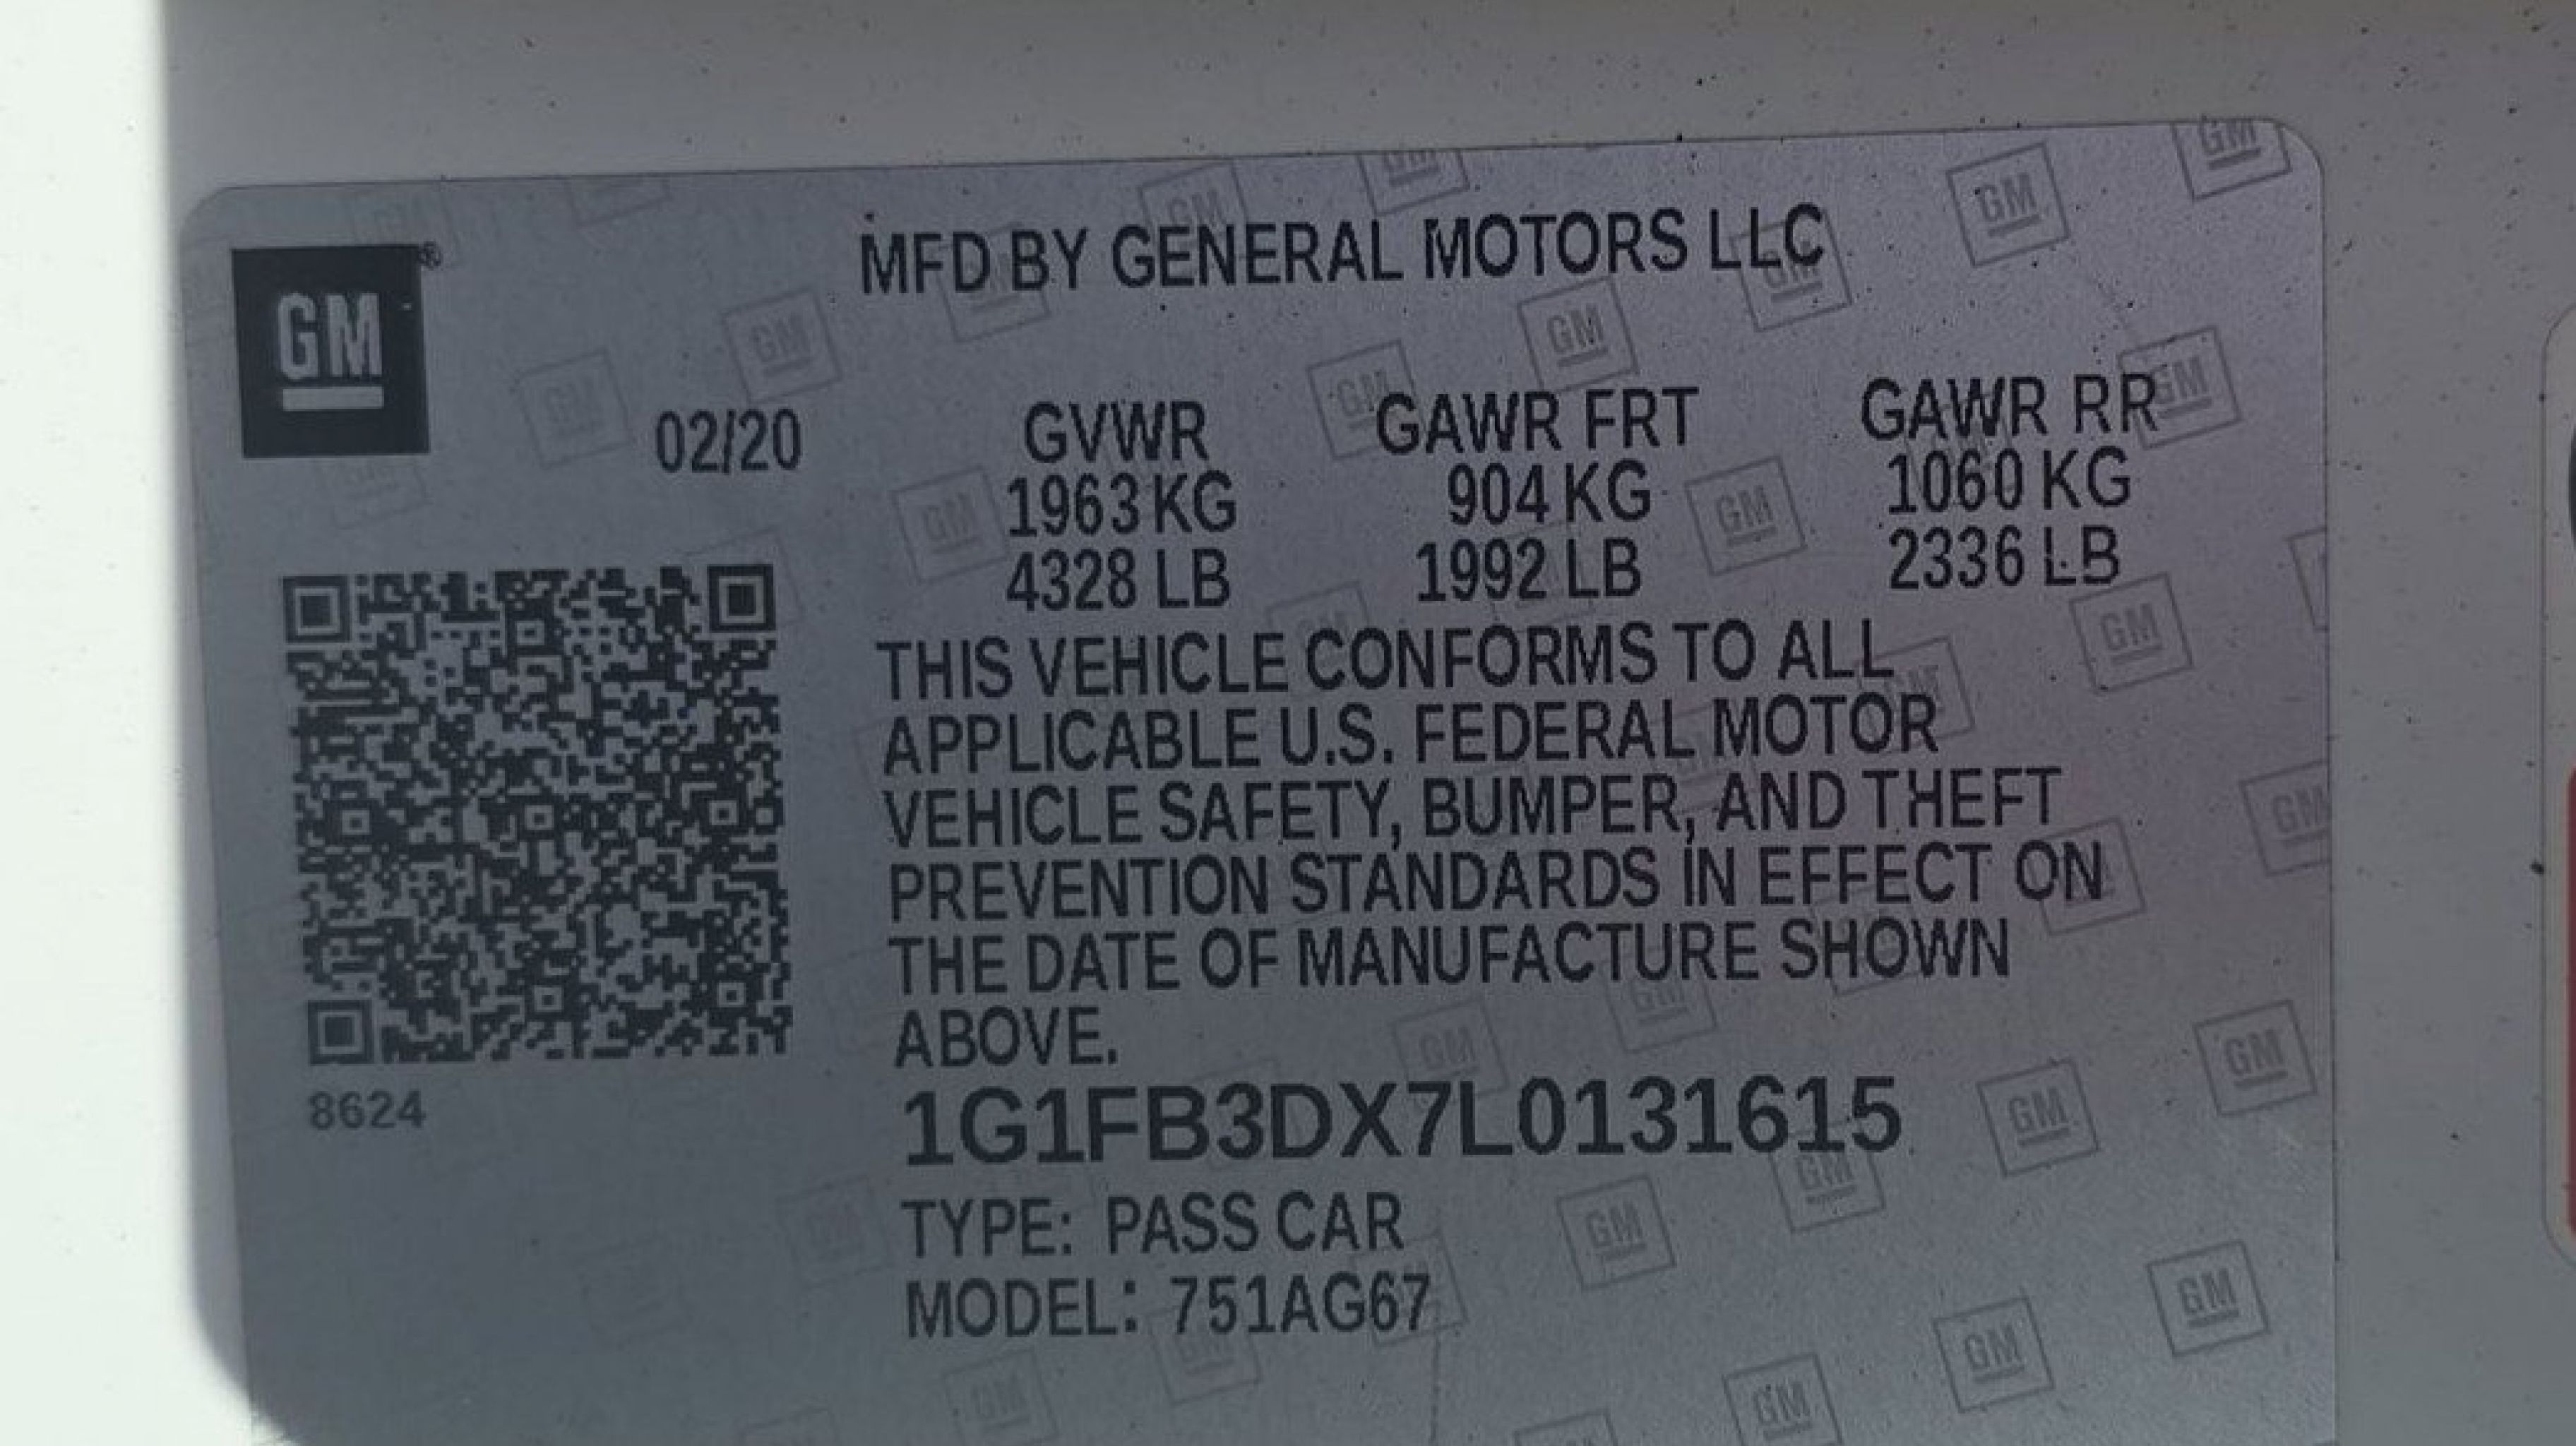 MFD BY GENERAL MOTORS LLC
GM®
02/20
GVWR GAWR FRT GAWR RR
1963 KG 904 KG 1060 KG
4328 LB 1992 LB 2336 LB
THIS VEHICLE CONFORMS TO ALL
APPLICABLE U.S. FEDERAL MOTOR
VEHICLE SAFETY, BUMPER, AND THEFT
PREVENTION STANDARDS IN EFFECT ON
THE DATE OF MANUFACTURE SHOWN
ABOVE.
8624
1G1FB3DX7L0131615
TYPE: PASS CAR
MODEL: 751AG67